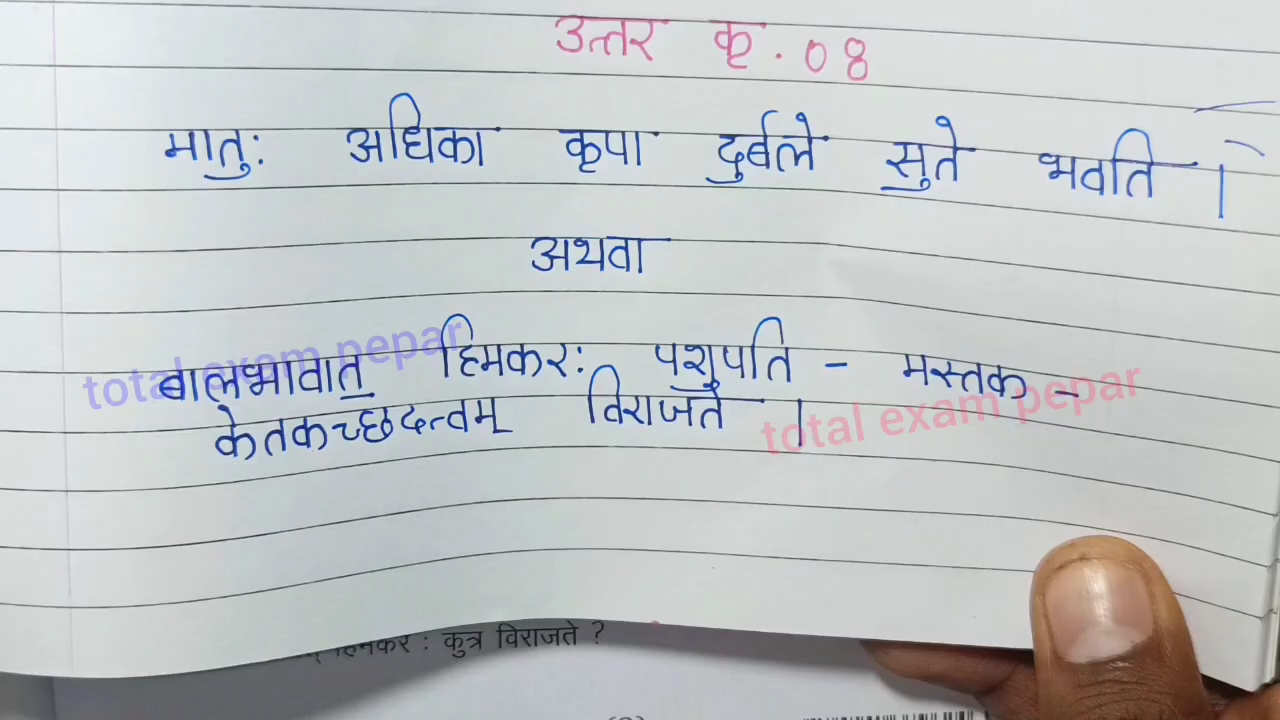 उत्तर कृ. 08
मातुः अधिका कृपा दुर्बले सुते भवति ।
अथवा
total exam pepar
बालभावात् हिमकरः पशुपति - मस्तक -
केतकच्छदत्वम् विराजते ।
total exam pepar
कुत्र विराजते ?